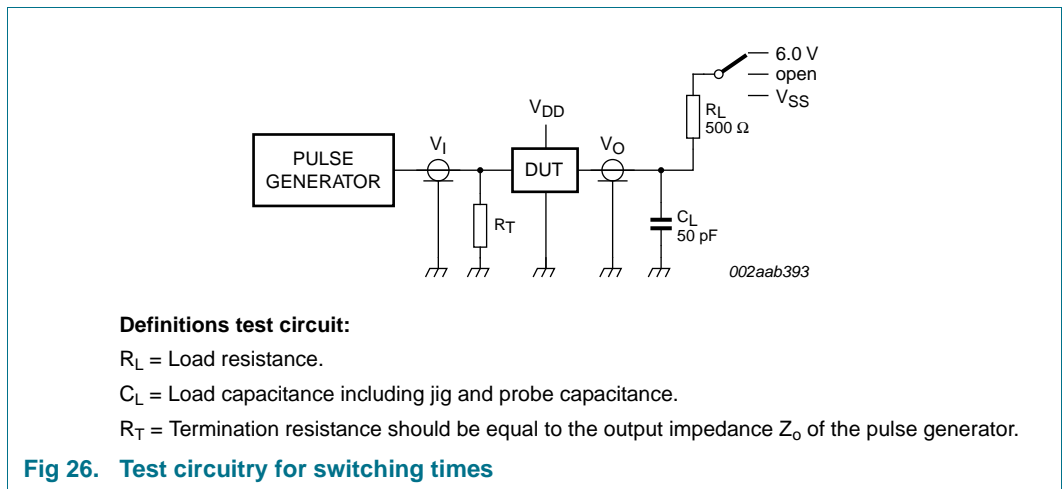 6.0 V
open
VSS
RL
500 Ω
VDD
VI
VO
PULSE
GENERATOR
DUT
RT
CL
50 pF
002aab393
Definitions test circuit:
RL = Load resistance.
CL = Load capacitance including jig and probe capacitance.
RT = Termination resistance should be equal to the output impedance Zo of the pulse generator.
Fig 26. Test circuitry for switching times